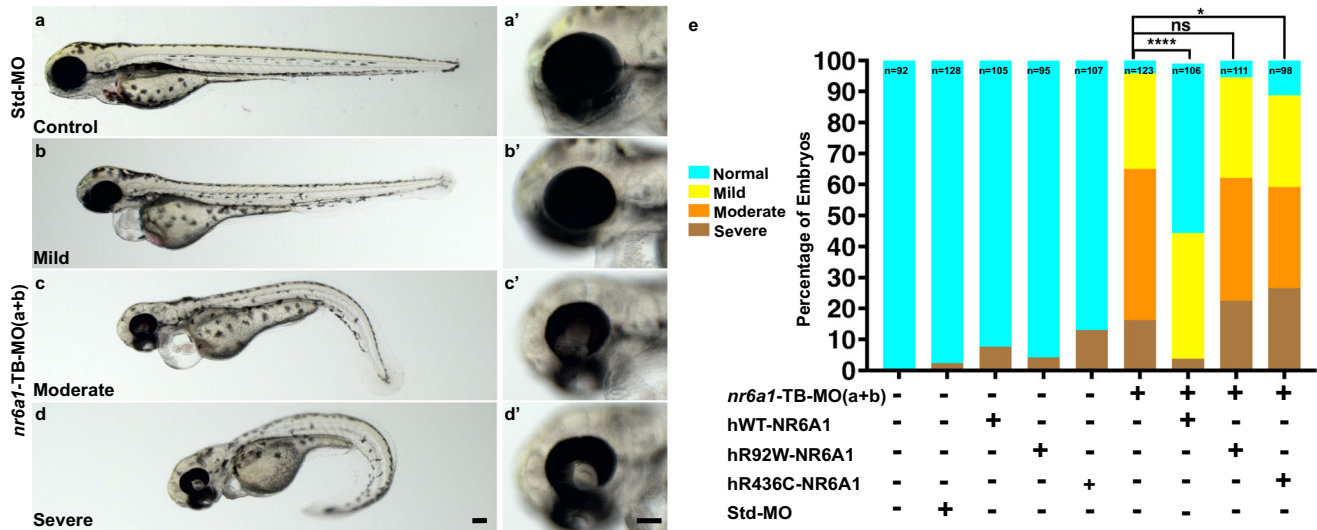 a
Std-MO
Control
a'
b
Mild
b'
nr6a1-TB-MO(a+b)
c
Moderate
c'
d
Severe
d'
e
*
ns
****
Percentage of Embryos
100
90
80
70
60
50
40
30
20
10
0
n=92
n=128
n=105
n=95
n=107
n=123
n=106
n=111
n=98
Normal
Mild
Moderate
Severe
nr6a1-TB-MO(a+b) - - - - - + + + +
hWT-NR6A1 - - + - - - + - -
hR92W-NR6A1 - - - + - - - + -
hR436C-NR6A1 - - - - + - - - +
Std-MO - + - - - - - - -